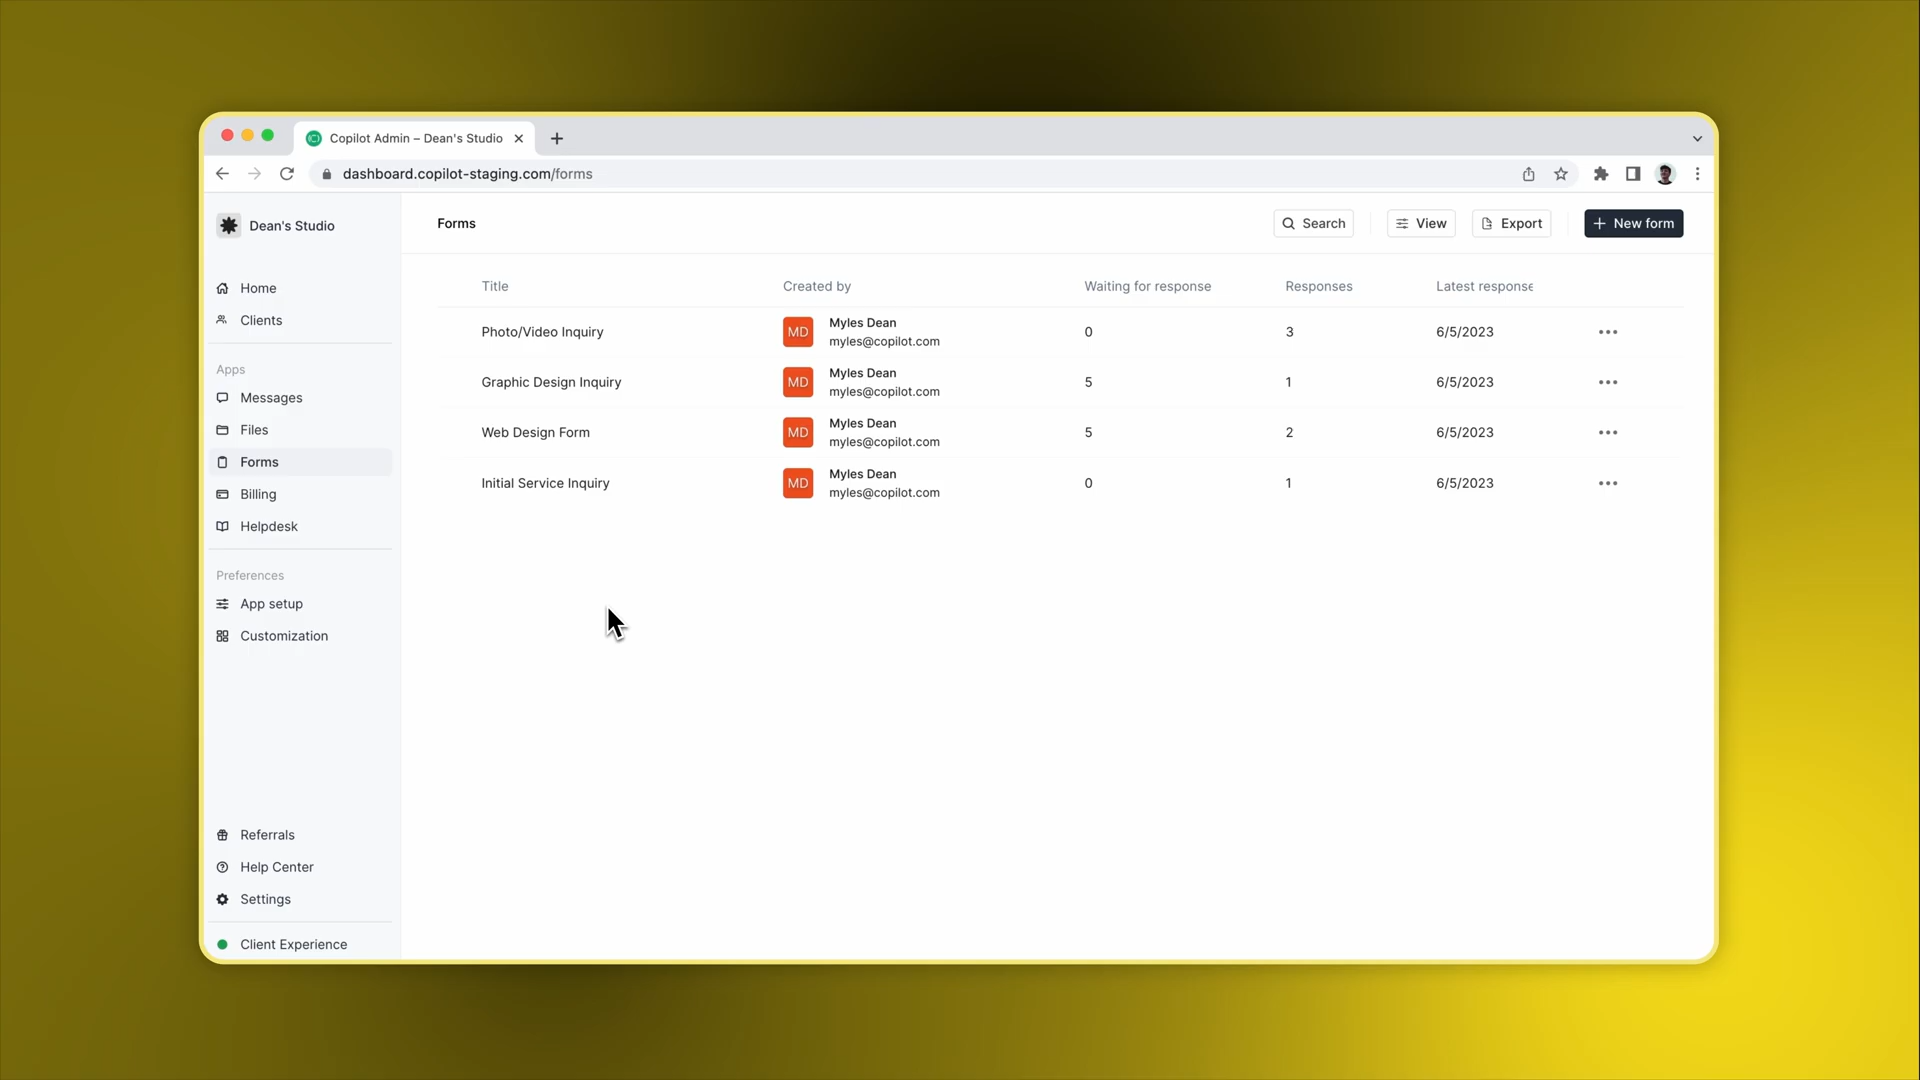 Copilot Admin – Dean's Studio
dashboard.copilot-staging.com/forms
Dean's Studio
Home
Clients
Apps
Messages
Files
Forms
Billing
Helpdesk
Preferences
App setup
Customization
Referrals
Help Center
Settings
Client Experience
Forms
Search
View
Export
New form
Title Created by Waiting for response Responses Latest response
Photo/Video Inquiry MD Myles Dean 0 3 6/5/2023
myles@copilot.com
Graphic Design Inquiry MD Myles Dean 5 1 6/5/2023
myles@copilot.com
Web Design Form MD Myles Dean 5 2 6/5/2023
myles@copilot.com
Initial Service Inquiry MD Myles Dean 0 1 6/5/2023
myles@copilot.com